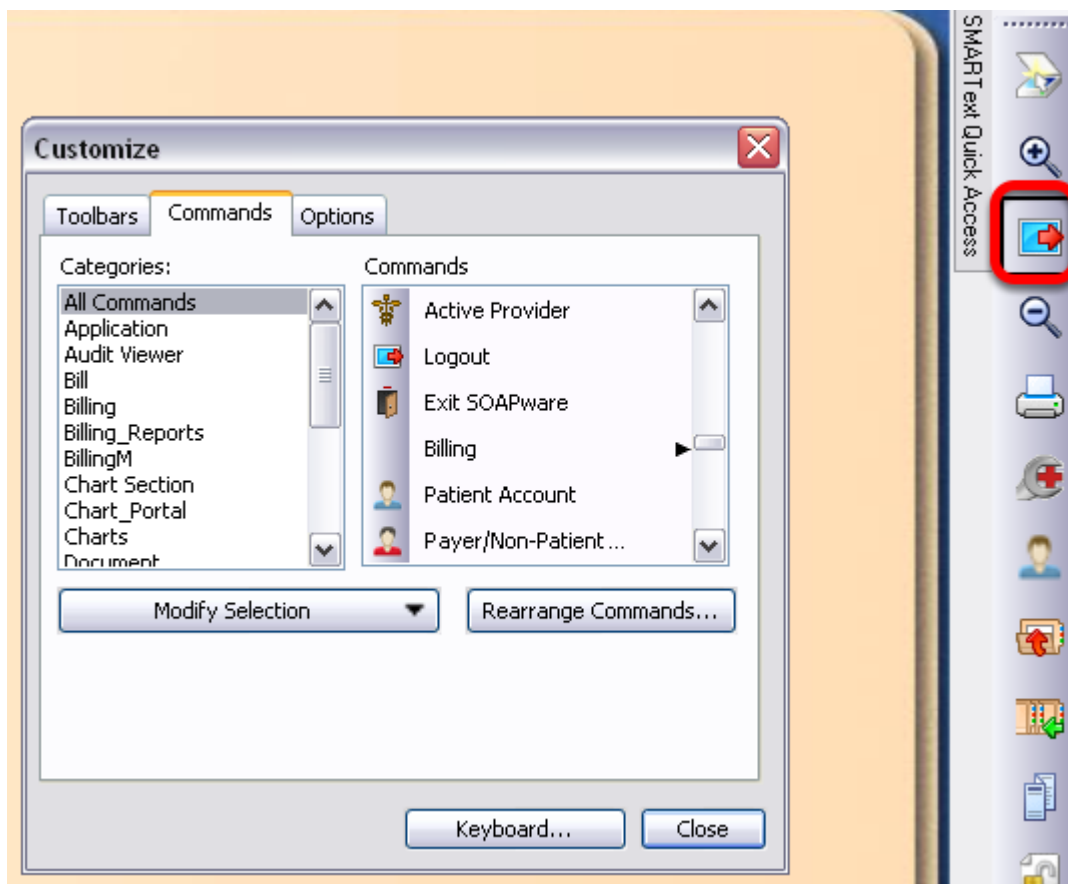 SMARText Quick Access
Customize
Toolbars Commands Options
Categories: Commands
All Commands
Application
Audit Viewer
Bill
Billing
Billing_Reports
BillingM
Chart Section
Chart_Portal
Charts
Document
Active Provider
Logout
Exit SOAPware
Billing
Patient Account
Payer/Non-Patient ...
Modify Selection Rearrange Commands...
Keyboard... Close